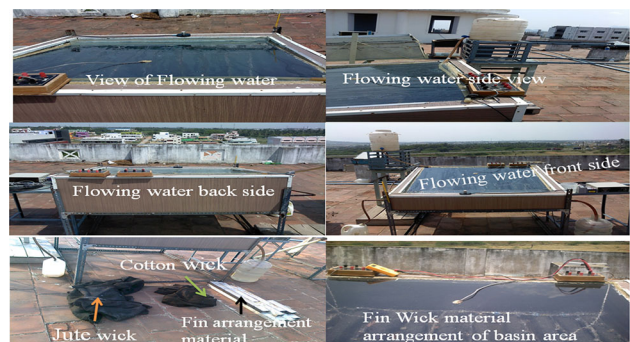 View of Flowing water
Flowing water side view
Flowing water back side
Flowing water front side
Cotton wick
Jute wick
Fin arrangement
material
Fin Wick material
arrangement of basin area